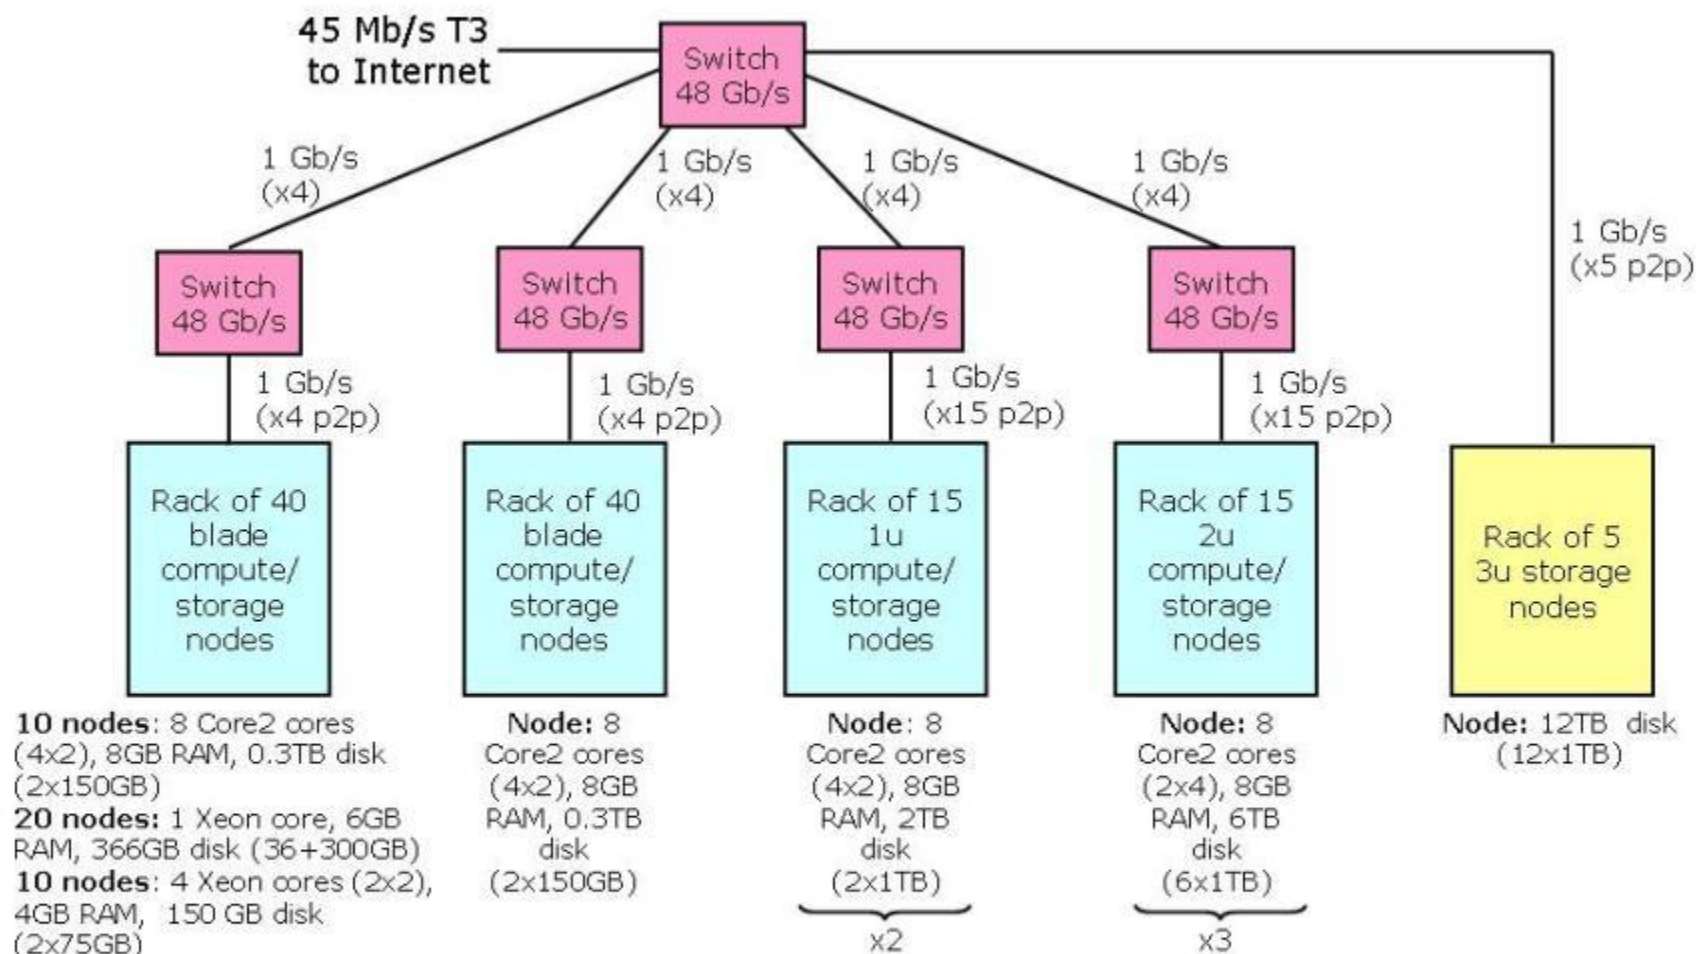 45 Mb/s T3
to Internet
Switch
48 Gb/s
1 Gb/s
(x4)
1 Gb/s
(x4)
1 Gb/s
(x4)
1 Gb/s
(x4)
1 Gb/s
(x5 p2p)
Switch
48 Gb/s
Switch
48 Gb/s
Switch
48 Gb/s
Switch
48 Gb/s
1 Gb/s
(x4 p2p)
1 Gb/s
(x4 p2p)
1 Gb/s
(x15 p2p)
1 Gb/s
(x15 p2p)
Rack of 40
blade
compute/
storage
nodes
Rack of 40
blade
compute/
storage
nodes
Rack of 15
1u
compute/
storage
nodes
Rack of 15
2u
compute/
storage
nodes
Rack of 5
3u storage
nodes
10 nodes: 8 Core2 cores
(4x2), 8GB RAM, 0.3TB disk
(2x150GB)
20 nodes: 1 Xeon core, 6GB
RAM, 366GB disk (36+300GB)
10 nodes: 4 Xeon cores (2x2),
4GB RAM, 150 GB disk
(2x75GB)
Node: 8
Core2 cores
(4x2), 8GB
RAM, 0.3TB
disk
(2x150GB)
Node: 8
Core2 cores
(4x2), 8GB
RAM, 2TB
disk
(2x1TB)
x2
Node: 8
Core2 cores
(2x4), 8GB
RAM, 6TB
disk
(6x1TB)
x3
Node: 12TB disk
(12x1TB)